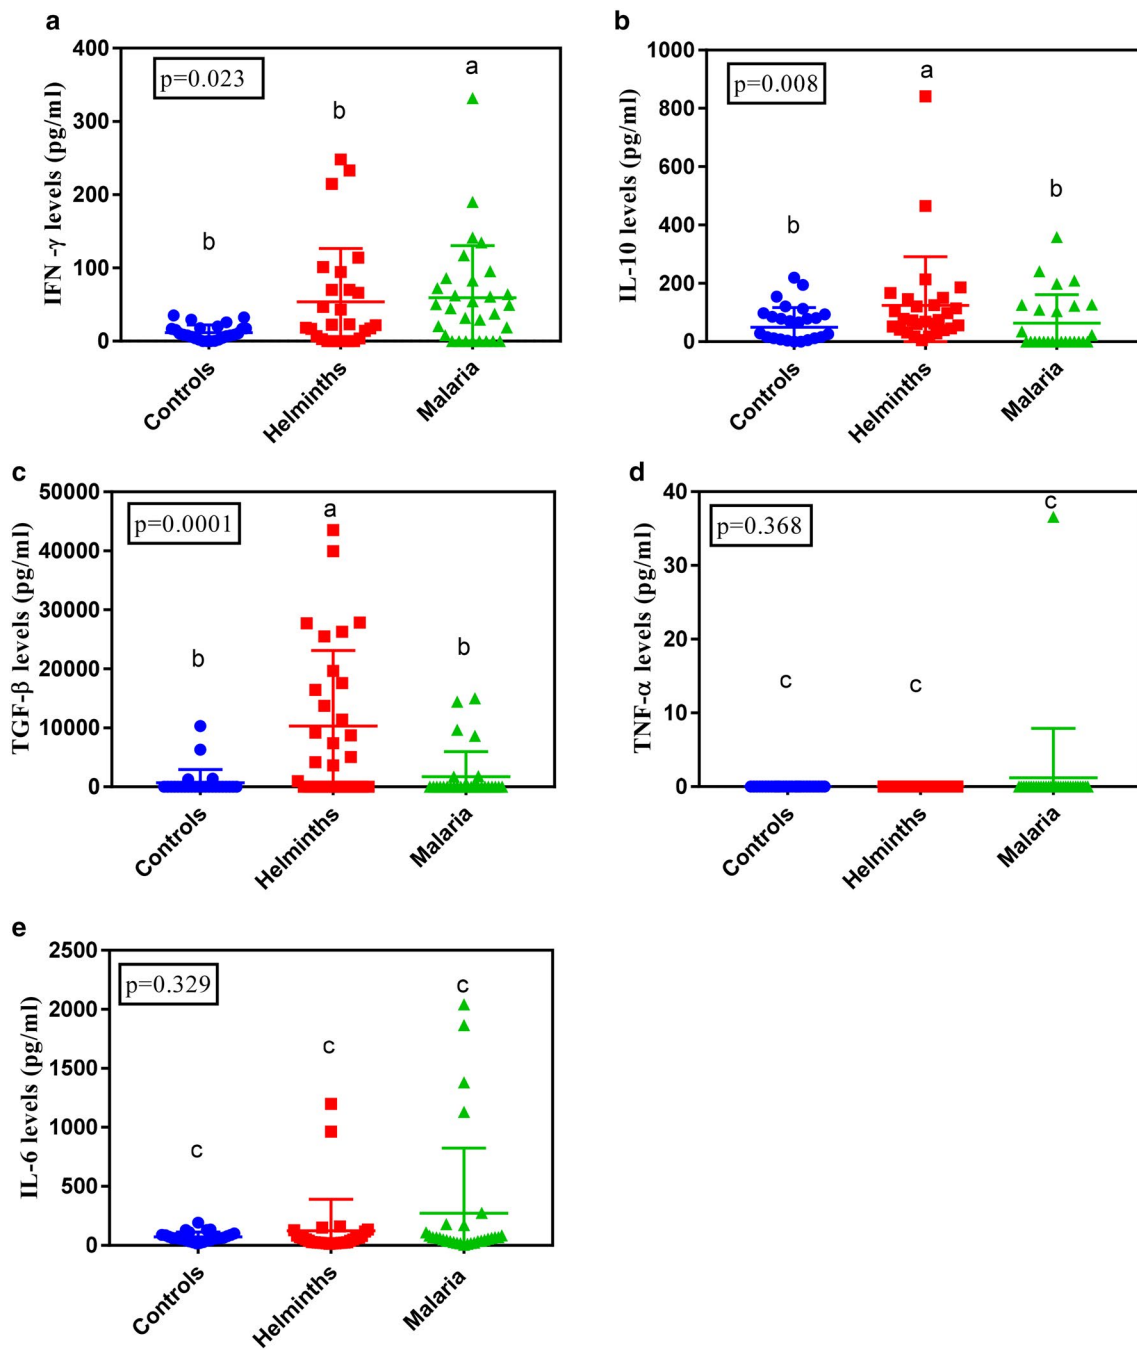 a
IFN -γ levels (pg/ml)
400
300
200
100
0
p=0.023
b
b
a
Controls
Helminths
Malaria
b
IL-10 levels (pg/ml)
1000
800
600
400
200
0
p=0.008
b
a
b
Controls
Helminths
Malaria
c
TGF-β levels (pg/ml)
50000
40000
30000
20000
10000
0
p=0.0001
b
a
b
Controls
Helminths
Malaria
d
TNF-α levels (pg/ml)
40
30
20
10
0
p=0.368
c
c
c
Controls
Helminths
Malaria
e
IL-6 levels (pg/ml)
2500
2000
1500
1000
500
0
p=0.329
c
c
c
Controls
Helminths
Malaria